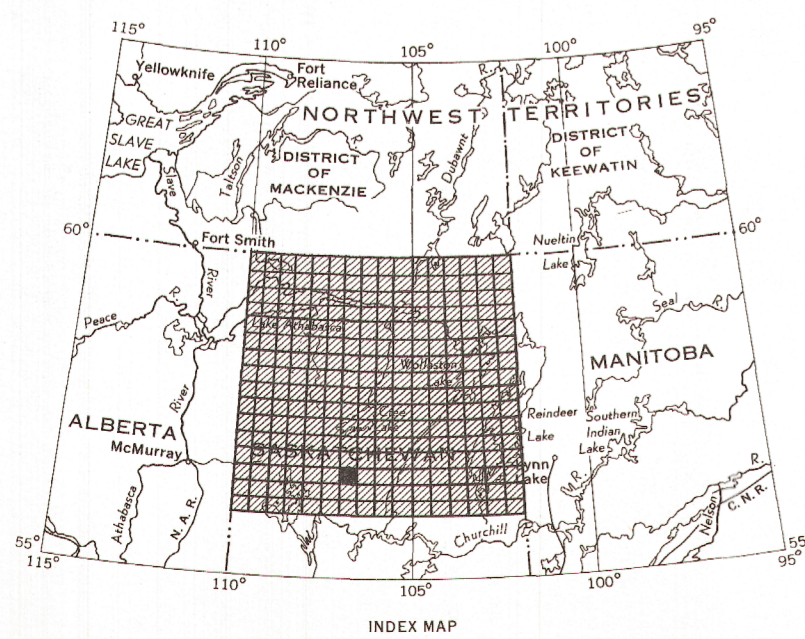 115°
110°
105°
100°
95°
Yellowknife
Fort
Reliance
R.
NORTHWEST TERRITORIES
GREAT
SLAVE
LAKE
Slave
Taltson
R.
DISTRICT
OF
MACKENZIE
Dubawnt
DISTRICT
OF
KEEWATIN
60°
Fort Smith
Nueltin
Lake
60°
River
R.
Peace
Lake Athabasca
Seal R.
Wollaston
Lake
MANITOBA
River
Cree
Lake
Reindeer
Lake
Southern
Indian
Lake
ALBERTA
McMurray
SASKATCHEWAN
Lynn
Lake
R.
Athabasca
N.A.R.
Nelson
C.N.R.
Churchill
55°
115°
110°
105°
100°
55
95°
INDEX MAP